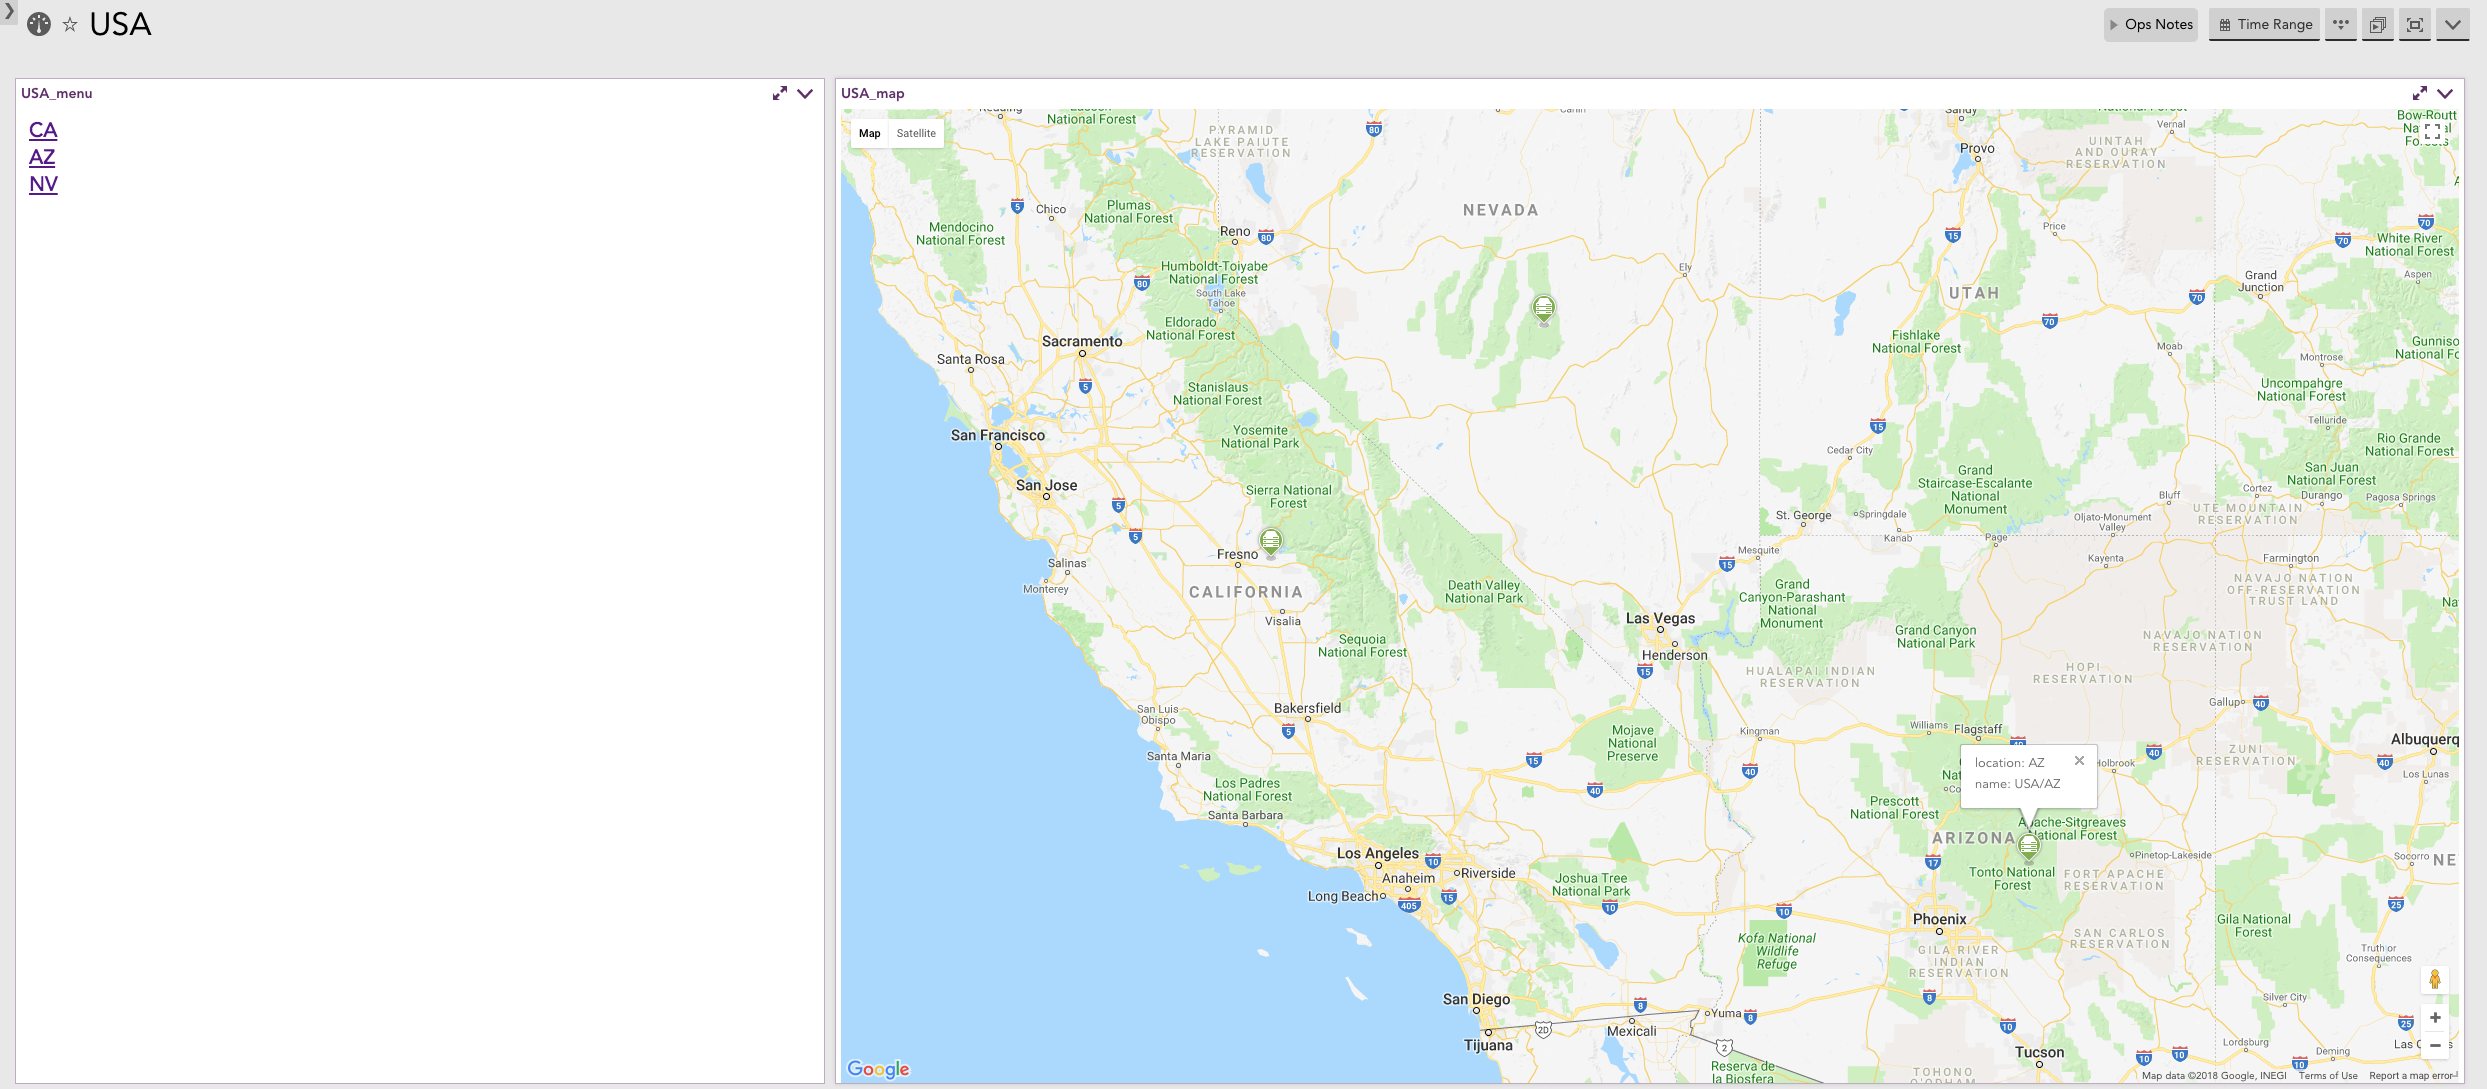 USA
Ops Notes
Time Range
USA_menu
CA
AZ
NV
USA_map
Map
Satellite
PYRAMID
LAKE PAIUTE
RESERVATION
National Forest
Carlin
Sandy
UINTAH
AND OURAY
RESERVATION
Vernal
Provo
Chico
Plumas
National Forest
Mendocino
National Forest
Reno
NEVADA
Humboldt-Toiyabe
National Forest
South Lake
Tahoe
Ely
Price
White River
National Forest
Aspen
Grand
Junction
UTAH
Eldorado
National Forest
Sacramento
Santa Rosa
Fishlake
National Forest
Moab
Montrose
Gunniso
National Fo
Stanislaus
National Forest
Uncompahgre
National Forest
Telluride
San Francisco
Yosemite
National Park
Cedar City
Rio Grande
National Forest
San Jose
Sierra National
Forest
Grand
Staircase-Escalante
National
Monument
San Juan
National Forest
Bluff
Cortez
Durango
Pagosa Springs
St. George
Springdale
Kanab
Page
Oljato-Monument
Valley
UTE MOUNTAIN
RESERVATION
Fresno
Salinas
Monterey
CALIFORNIA
Visalia
Mesquite
Kayenta
Farmington
Death Valley
National Park
Grand
Canyon-Parashant
National
Monument
NAVAJO NATION
OFF-RESERVATION
TRUST LAND
Las Vegas
Henderson
Sequoia
National Forest
Grand Canyon
National Park
NAVAJO NATION
RESERVATION
HUALAPAI INDIAN
RESERVATION
HOPI
RESERVATION
San Luis
Obispo
Bakersfield
Gallup
Santa Maria
Mojave
National
Preserve
Kingman
Williams
Flagstaff
ZUNI
RESERVATION
Albuquerq
Los Lunas
Holbrook
location: AZ
name: USA/AZ
Los Padres
National Forest
Santa Barbara
Prescott
National Forest
Apache-Sitgreaves
National Forest
ARIZONA
Pinetop-Lakeside
Socorro
NE
Los Angeles
Anaheim
Riverside
Long Beach
Joshua Tree
National Park
Tonto National
Forest
FORT APACHE
RESERVATION
Phoenix
Gila National
Forest
Kofa National
Wildlife
Refuge
GILA RIVER
INDIAN
RESERVATION
SAN CARLOS
RESERVATION
Truth or
Consequences
San Diego
Tijuana
Mexicali
Yuma
Silver City
Lordsburg
Deming
Las C
Tucson
Reserva de
la Biosfera
TOHONO
Google
Map data ©2018 Google, INEGI
Terms of Use
Report a map error